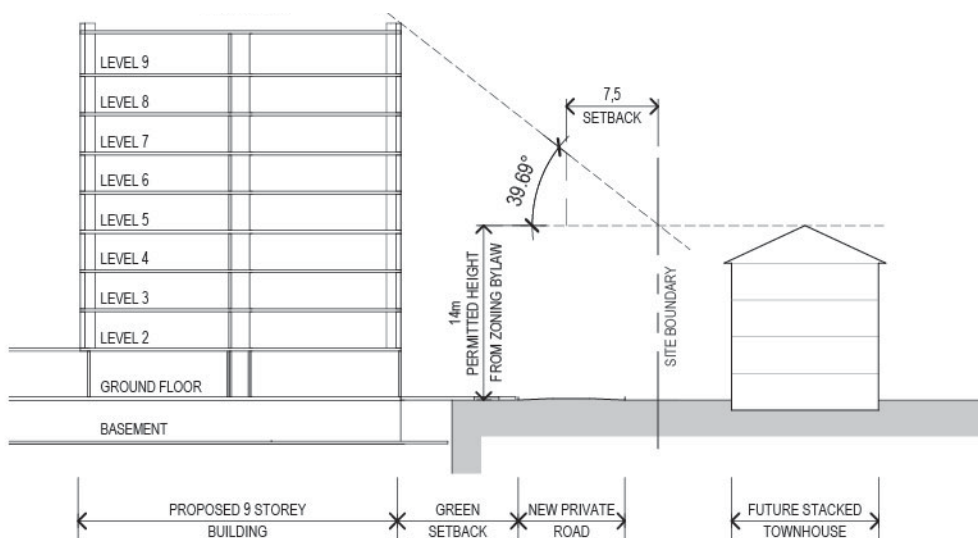 LEVEL 9
LEVEL 8
LEVEL 7
LEVEL 6
LEVEL 5
LEVEL 4
LEVEL 3
LEVEL 2
GROUND FLOOR
BASEMENT
7,5
SETBACK
39.69°
14m
PERMITTED HEIGHT
FROM ZONING BYLAW
SITE BOUNDARY
PROPOSED 9 STOREY
BUILDING
GREEN
SETBACK
NEW PRIVATE
ROAD
FUTURE STACKED
TOWNHOUSE